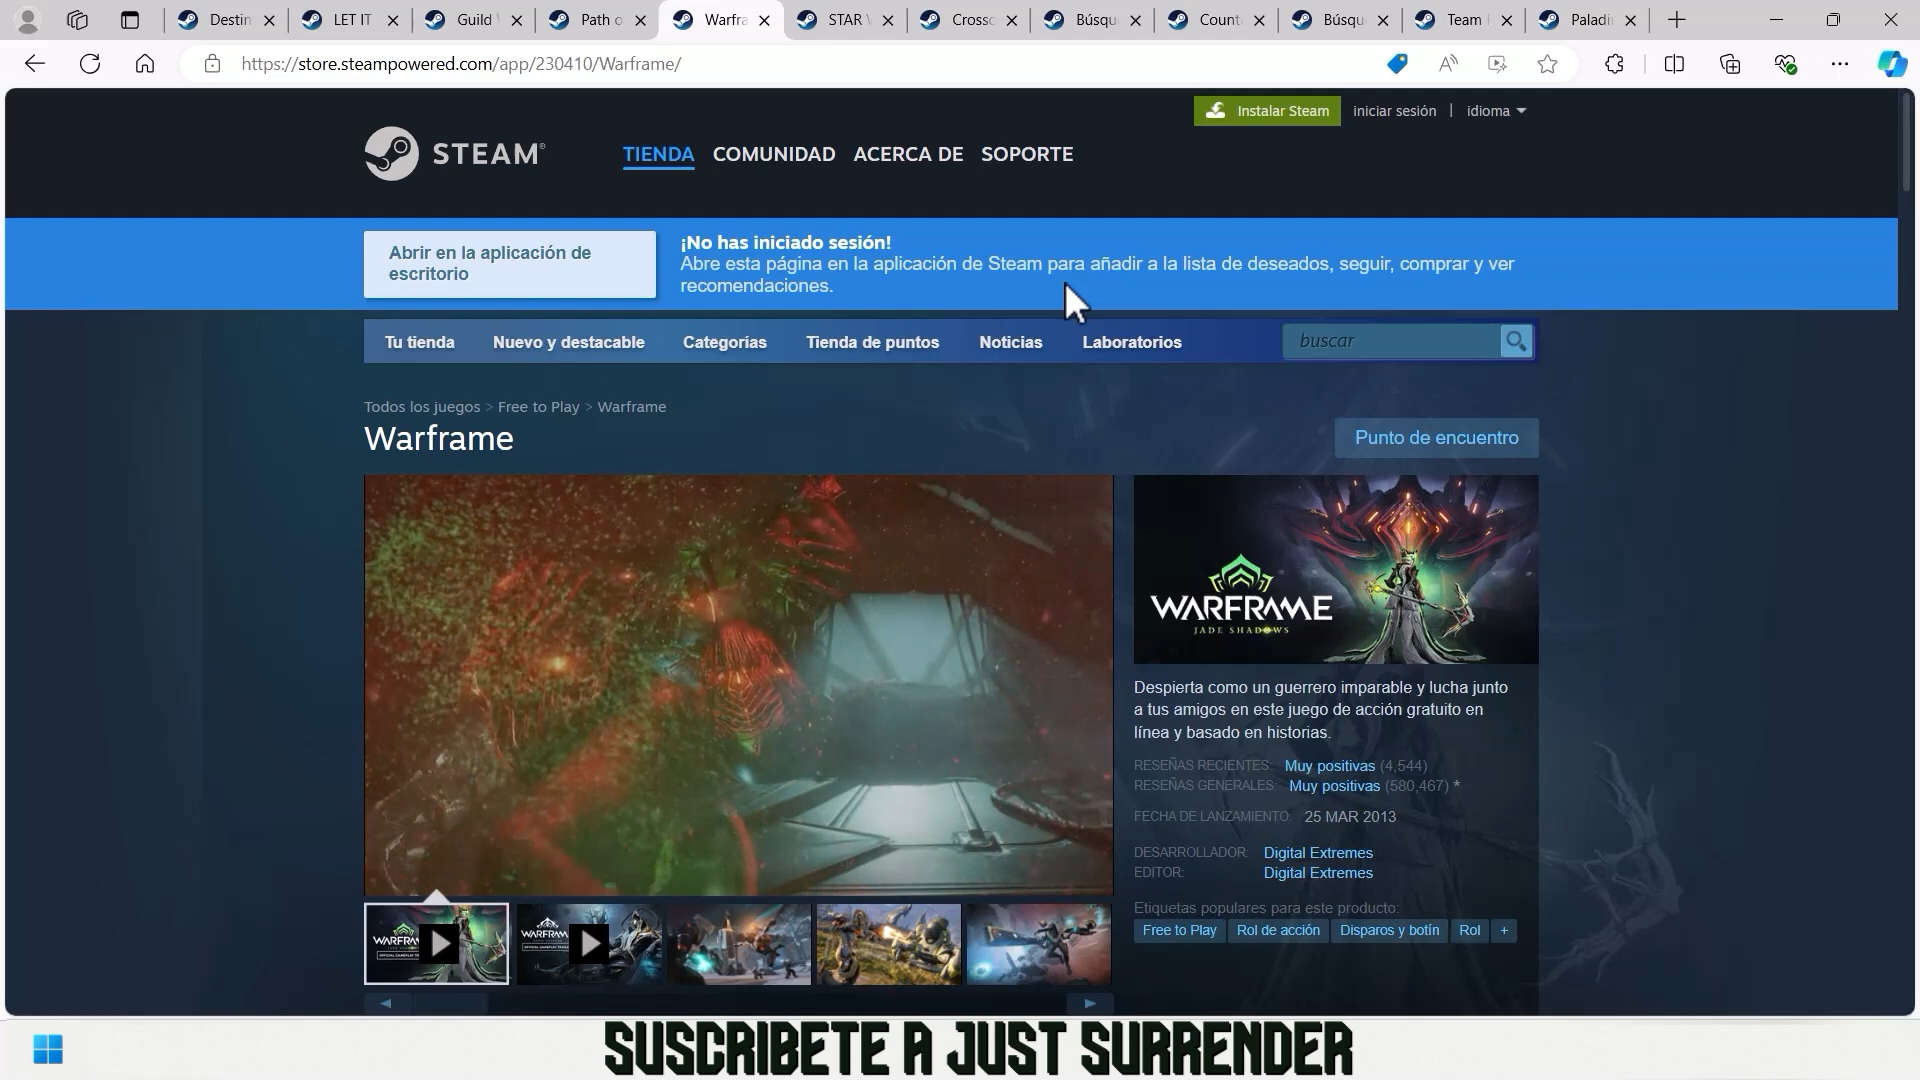 Destin
LET IT
Guild
Path o
Warfra
STAR
Crossc
Búsqu
Count
Búsqu
Team
Paladi
https://store.steampowered.com/app/230410/Warframe/
Instalar Steam
iniciar sesión | idioma
STEAM®
TIENDA COMUNIDAD ACERCA DE SOPORTE
Abrir en la aplicación de
escritorio
¡No has iniciado sesión!
Abre esta página en la aplicación de Steam para añadir a la lista de deseados, seguir, comprar y ver
recomendaciones.
Tu tienda Nuevo y destacable Categorías Tienda de puntos Noticias Laboratorios
buscar
Todos los juegos > Free to Play > Warframe
Warframe
Punto de encuentro
WARFRAME
JADE SHADOWS
Despierta como un guerrero imparable y lucha junto
a tus amigos en este juego de acción gratuito en
línea y basado en historias.
RESEÑAS RECIENTES: Muy positivas (4,544)
RESEÑAS GENERALES: Muy positivas (580,467) *
FECHA DE LANZAMIENTO: 25 MAR 2013
DESARROLLADOR: Digital Extremes
EDITOR: Digital Extremes
Etiquetas populares para este producto:
Free to Play Rol de acción Disparos y botín Rol +
SUSCRIBETE A JUST SURRENDER